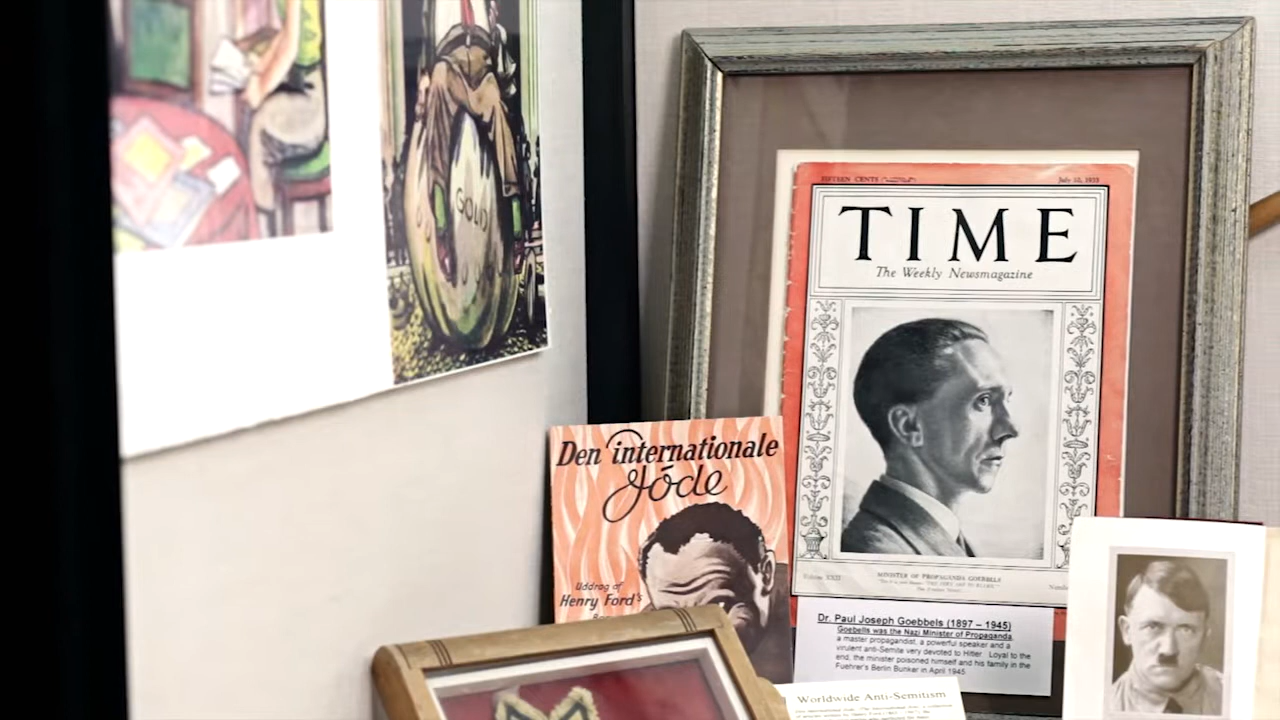 GOLD
FIFTEEN CENTS
July 10, 1933
TIME
The Weekly Newsmagazine
Volume XXII
MINISTER OF PROPAGANDA GOEBBELS
Den internationale
Jöde
Uddrag af
Henry Ford's
Dr. Paul Joseph Goebbels (1897 – 1945)
Goebbels was the Nazi Minister of Propaganda
a master propagandist, a powerful speaker and a
virulent anti-Semite very devoted to Hitler Loyal to the
end, the minister poisoned himself and his family in the
Fuehrer's Berlin Bunker in April 1945
Worldwide Anti-Semitism